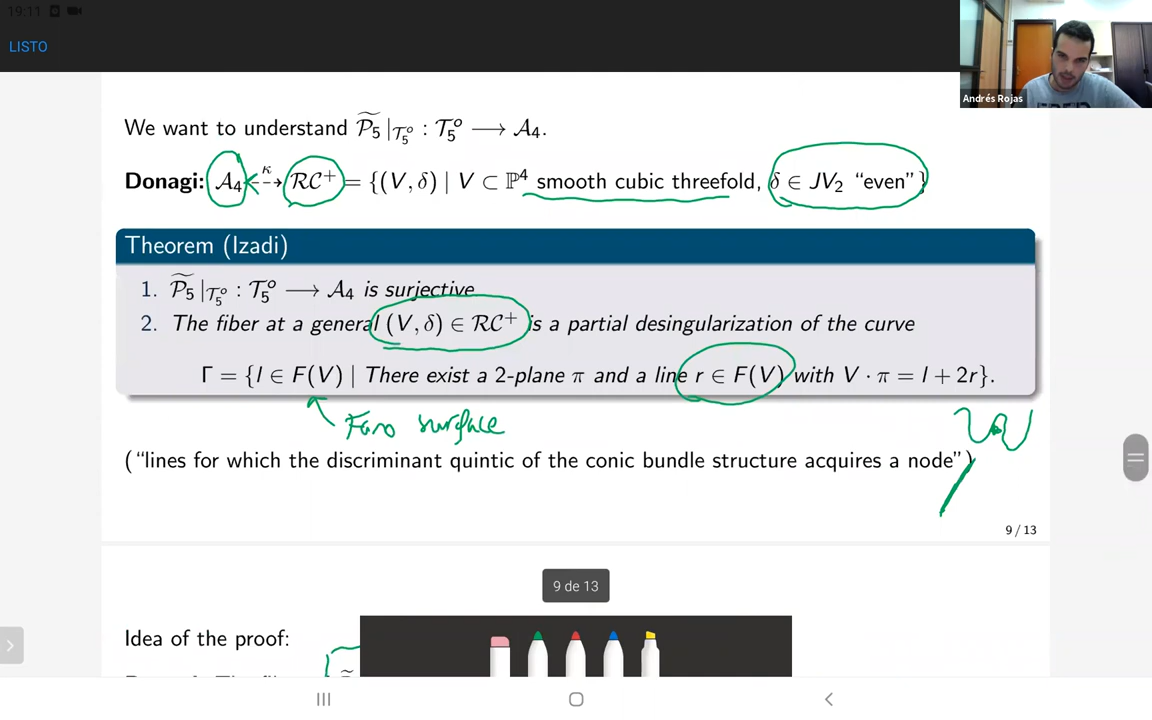 19:11
LISTO
Andrés Rojas
We want to understand $\widetilde{\mathcal{P}_5}|_{\mathcal{T}_5^o} : \mathcal{T}_5^o \longrightarrow \mathcal{A}_4$.
Donagi: $\mathcal{A}_4 \overset{\kappa}{\dashrightarrow} \mathcal{RC}^+ = \{(V, \delta) \mid V \subset \mathbb{P}^4$ smooth cubic threefold, $\delta \in JV_2$ “even”$\}$
Theorem (Izadi)
1. $\widetilde{\mathcal{P}_5}|_{\mathcal{T}_5^o} : \mathcal{T}_5^o \longrightarrow \mathcal{A}_4$ is surjective
2. The fiber at a general $(V, \delta) \in \mathcal{RC}^+$ is a partial desingularization of the curve
$\Gamma = \{l \in F(V) \mid$ There exist a 2-plane $\pi$ and a line $r \in F(V)$ with $V \cdot \pi = l + 2r\}$.
Fano surface
(“lines for which the discriminant quintic of the conic bundle structure acquires a node”)
9 / 13
9 de 13
Idea of the proof: